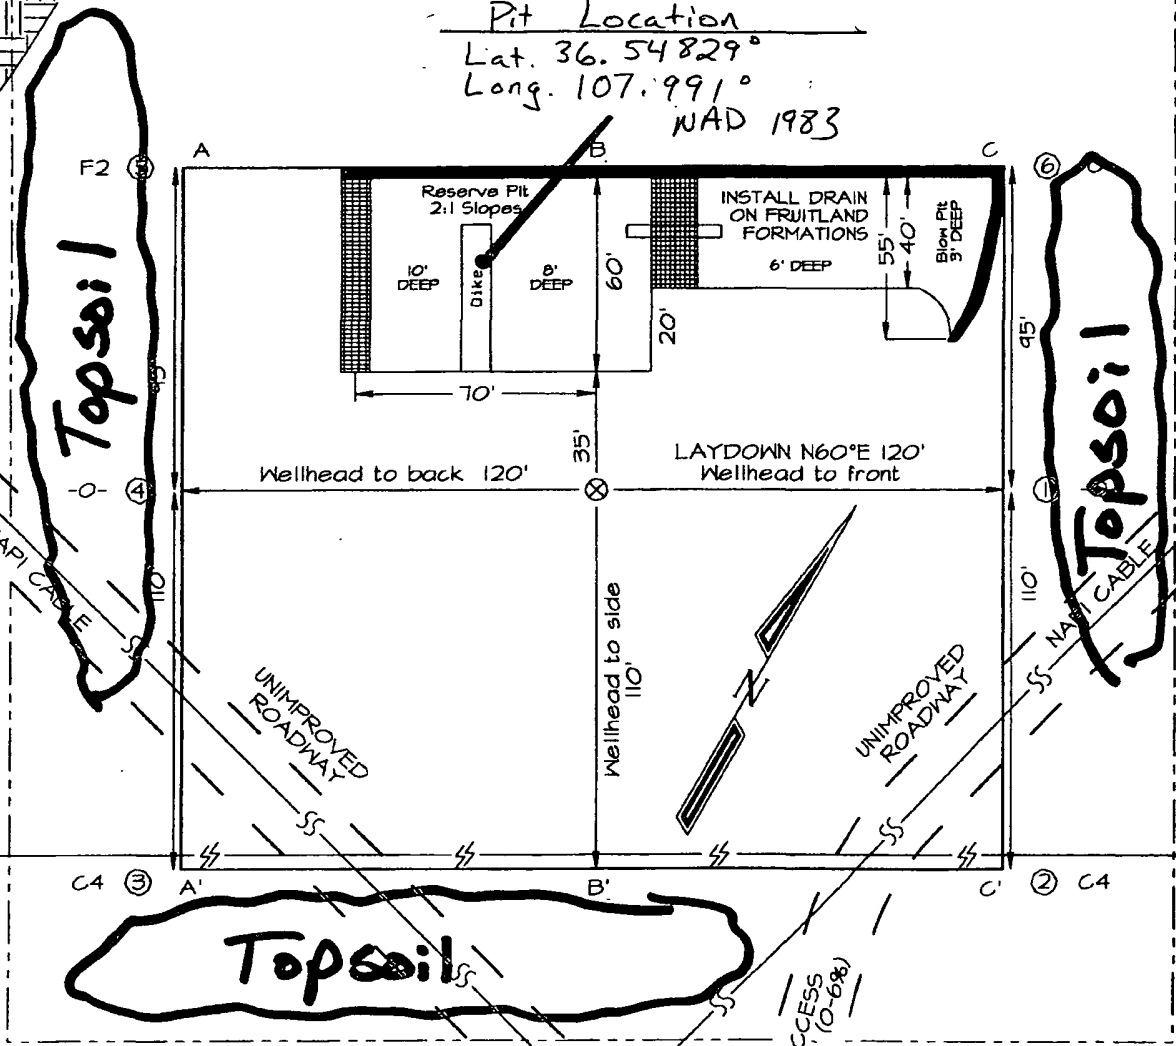 Pit Location
Lat. 36.54829°
Long. 107.991°
NAD 1983
A
B
C
F2
6
Reserve Pit
2:1 Slopes
INSTALL DRAIN
ON FRUITLAND
FORMATIONS
6' DEEP
Blow Pit
55'
40'
10'
DEEP
Dike
8'
DEEP
60'
20'
95'
70'
35'
Topsoil
Topsoil
LAYDOWN N60°E 120'
Wellhead to front
Wellhead to back 120'
-0-
4
1
110'
110'
NAPI CABLE
Wellhead to side
110'
N
UNIMPROVED
ROADWAY
UNIMPROVED
ROADWAY
C4
3
A'
B'
C'
2
C4
Topsoil
(0-6%)